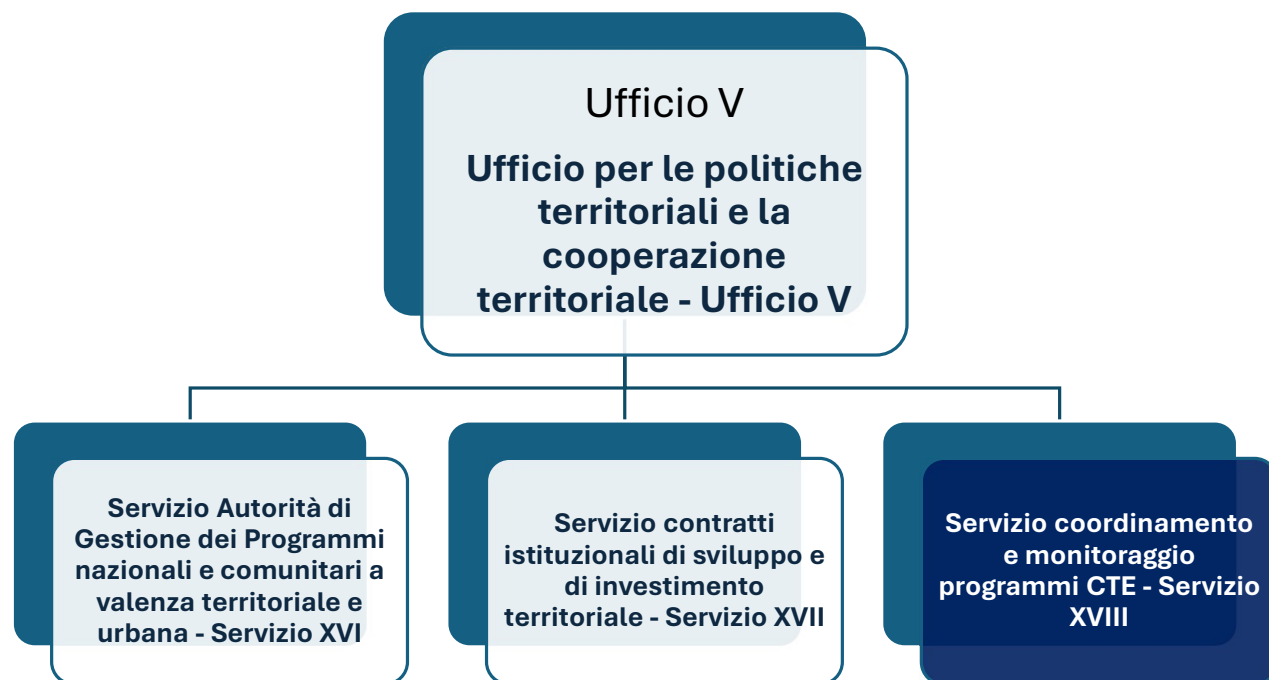 Ufficio V
Ufficio per le politiche
territoriali e la
cooperazione
territoriale - Ufficio V
Servizio Autorità di
Gestione dei Programmi
nazionali e comunitari a
valenza territoriale e
urbana - Servizio XVI
Servizio contratti
istituzionali di sviluppo e
di investimento
territoriale - Servizio XVII
Servizio coordinamento
e monitoraggio
programmi CTE - Servizio
XVIII